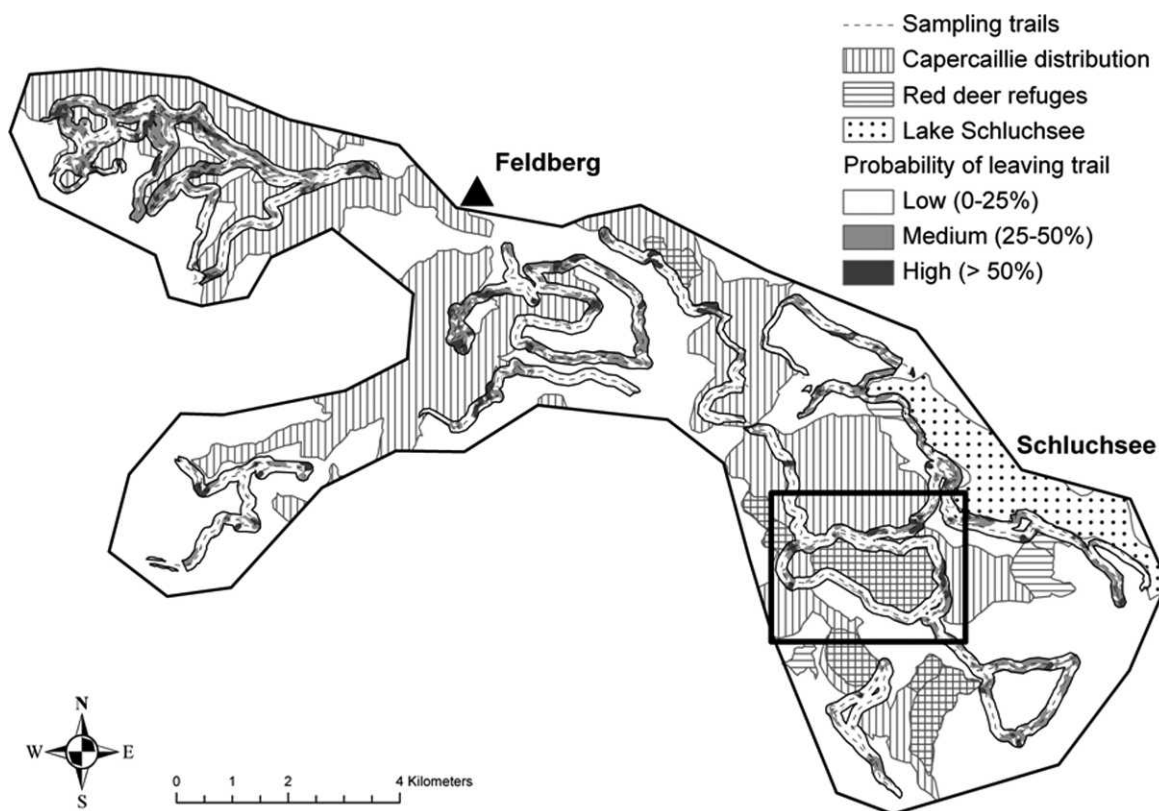 Sampling trails
Capercaillie distribution
Red deer refuges
Lake Schluchsee
Probability of leaving trail
Low (0-25%)
Medium (25-50%)
High (> 50%)
Feldberg
Schluchsee
N
W E
S
0 1 2 4 Kilometers